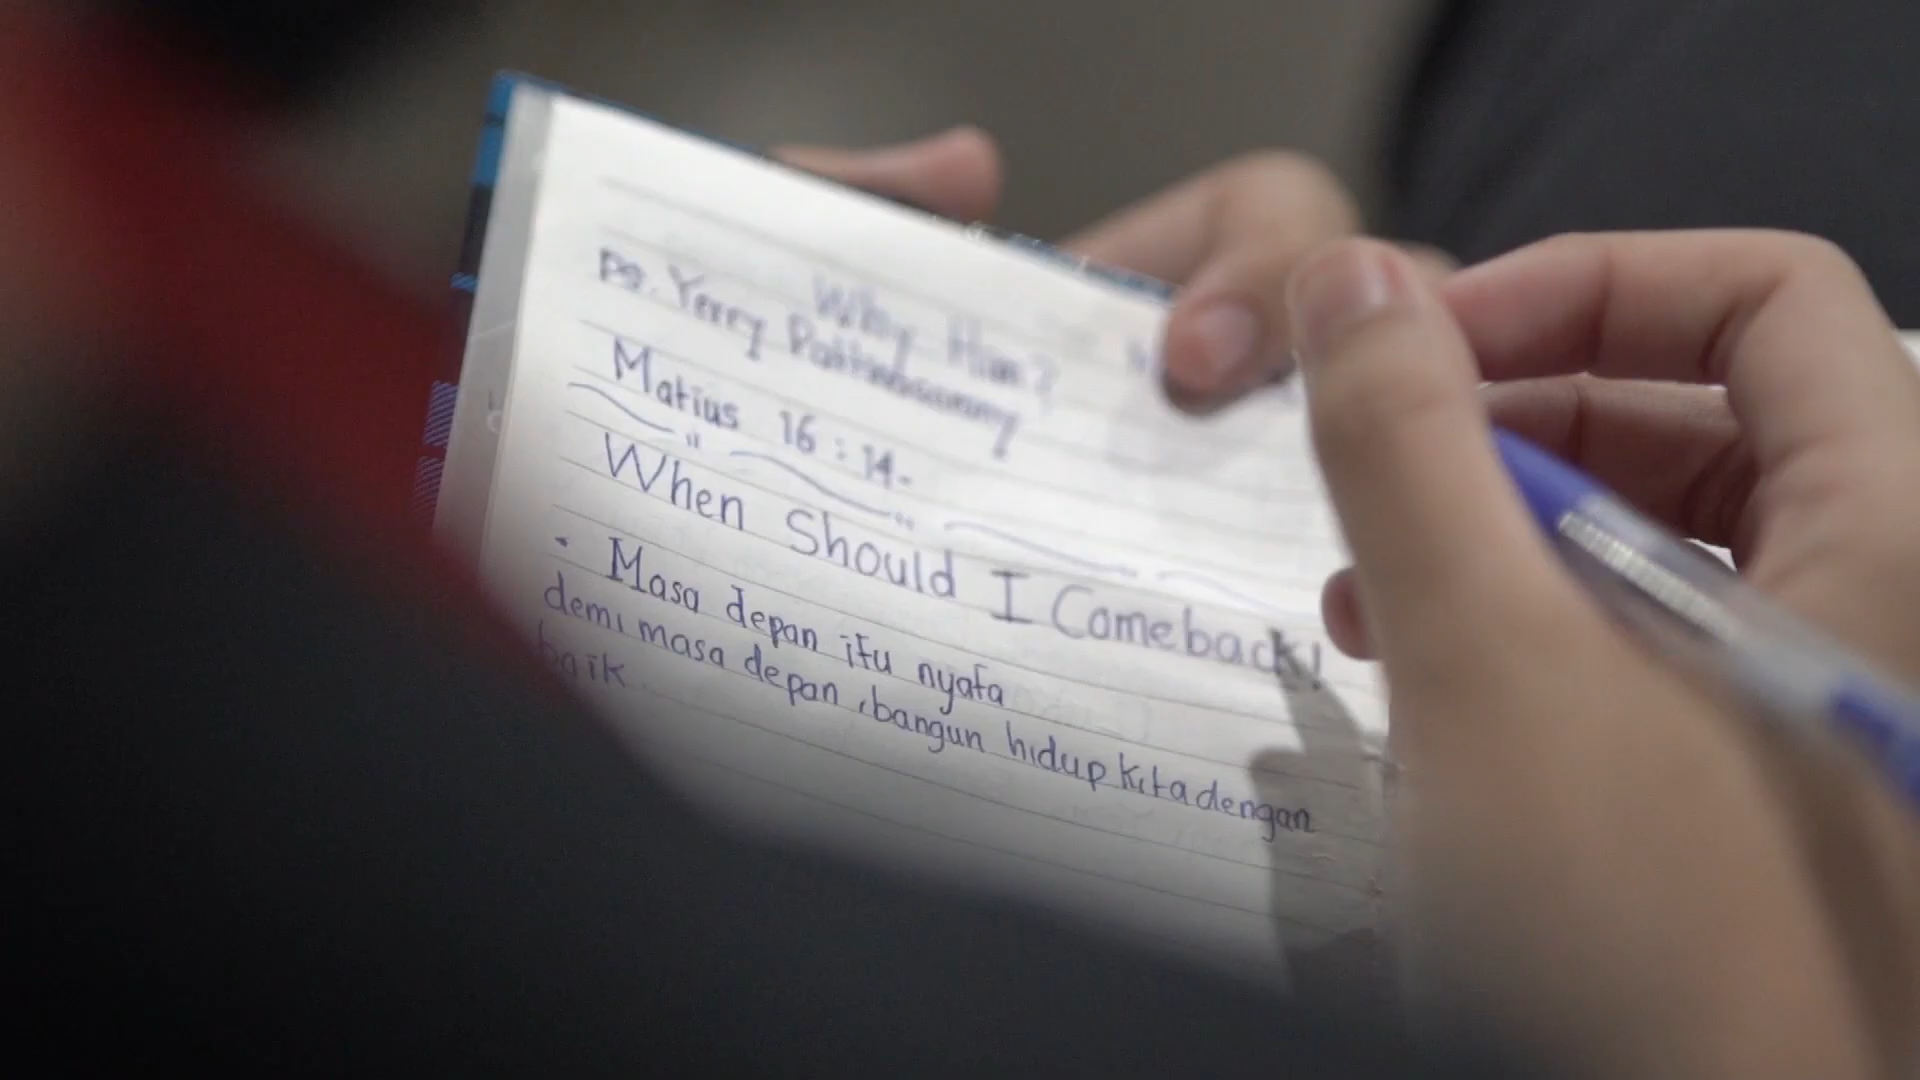 Why Him?
ps. Yerry Pattinasarany
Matius 16 : 14-
When Should I Comeback!
• Masa depan itu nyata
demi masa depan, bangun hidup kita dengan
baik